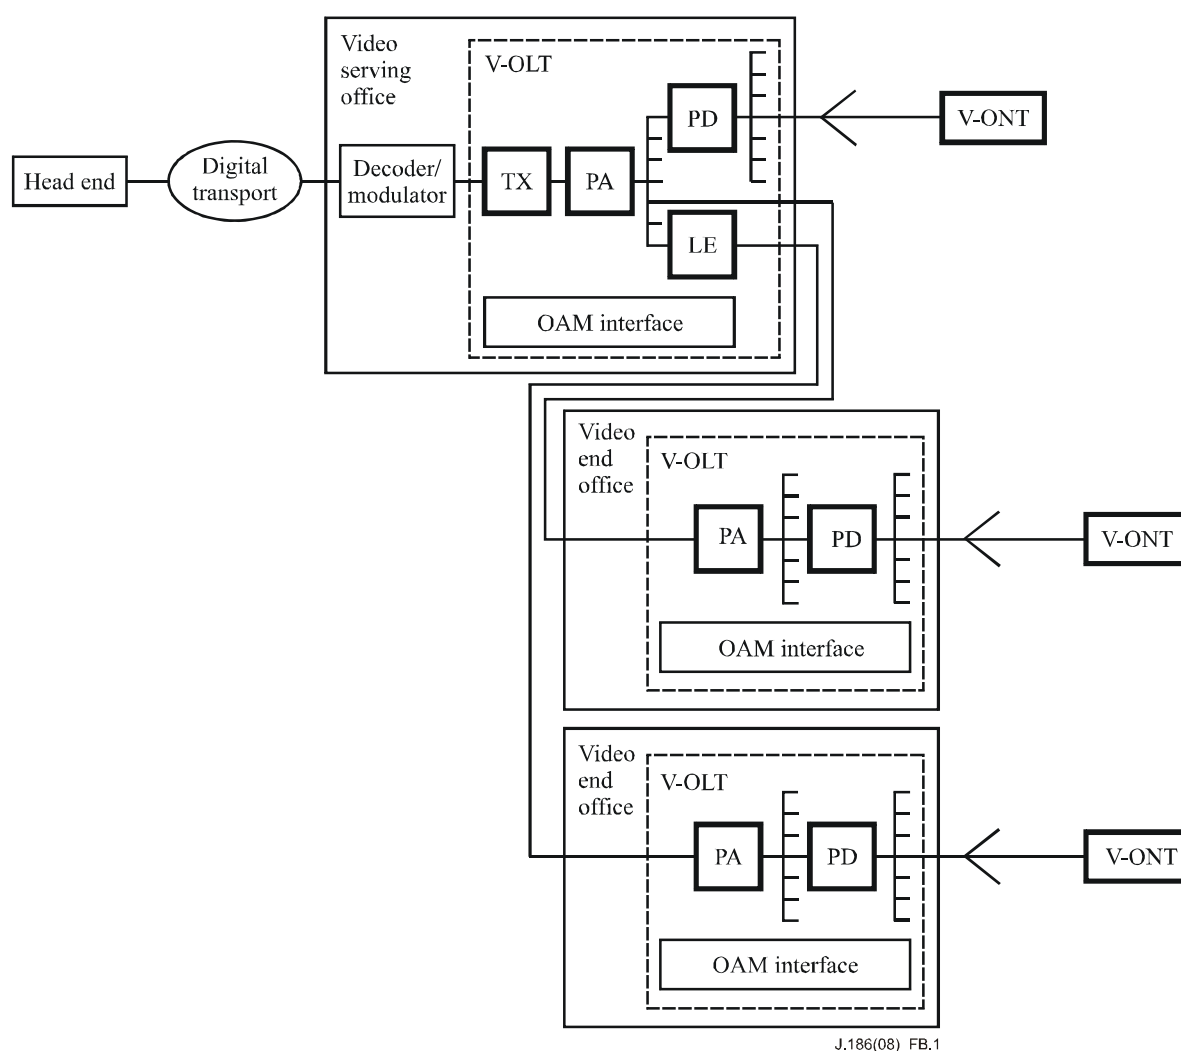 Video
serving
office
V-OLT
PD
V-ONT
Head end
Digital
transport
Decoder/
modulator
TX
PA
LE
OAM interface
Video
end
office
V-OLT
PA
PD
V-ONT
OAM interface
Video
end
office
V-OLT
PA
PD
V-ONT
OAM interface
J.186(08)_FB.1